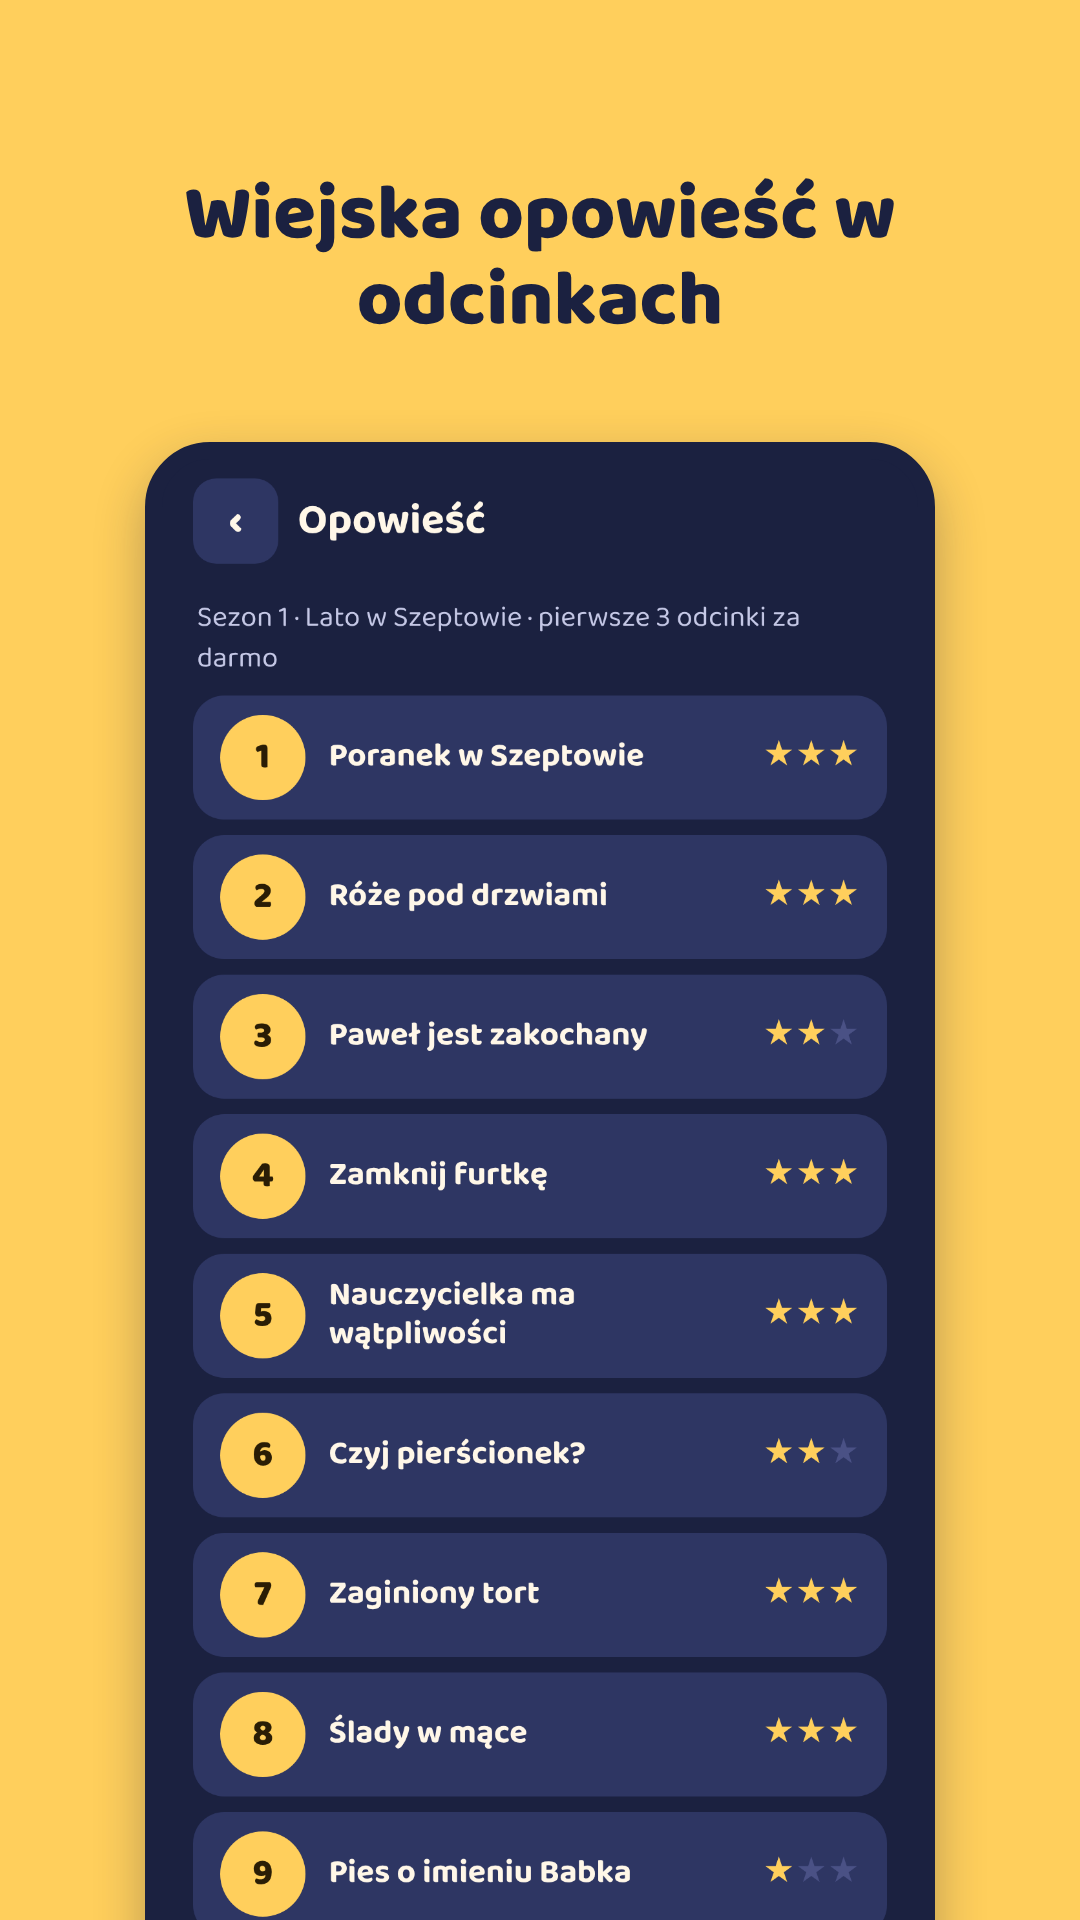 Wiejska opowieść w
odcinkach
‹ Opowieść
Sezon 1 · Lato w Szeptowie · pierwsze 3 odcinki za
darmo
1 Poranek w Szeptowie ★★★
2 Róże pod drzwiami ★★★
3 Paweł jest zakochany ★★★
4 Zamknij furtkę ★★★
5 Nauczycielka ma
wątpliwości ★★★
6 Czyj pierścionek? ★★★
7 Zaginiony tort ★★★
8 Ślady w mące ★★★
9 Pies o imieniu Babka ★★★